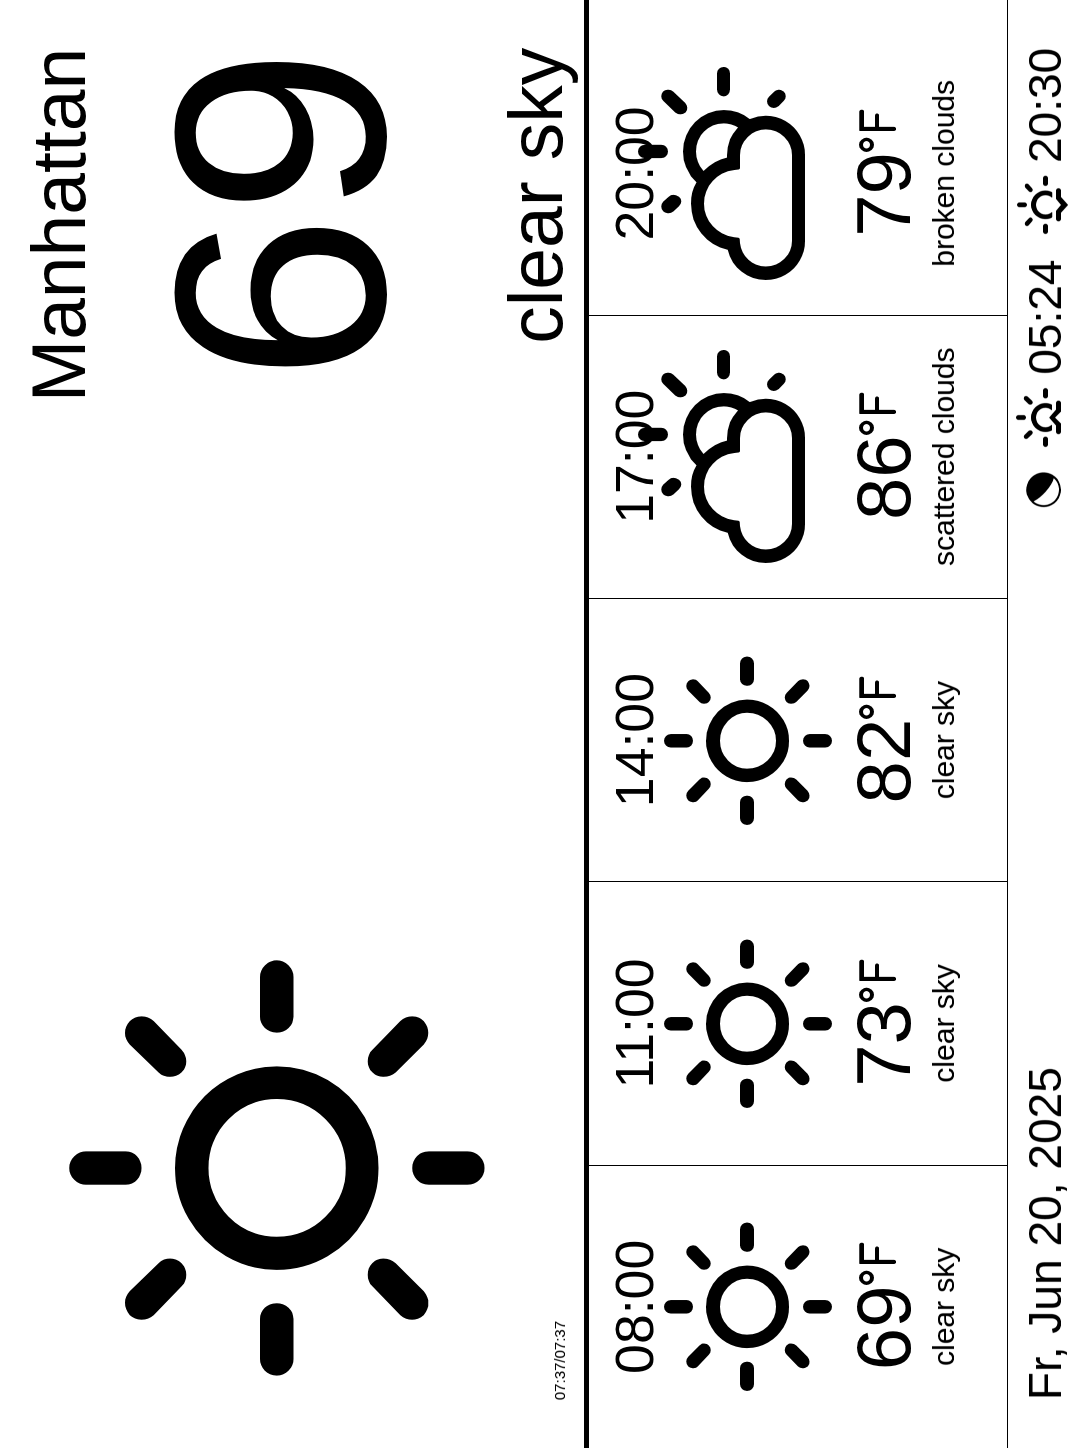 Manhattan
69
clear sky
07:37/07:37
08:00 11:00 14:00 17:00 20:00
69°F 73°F 82°F 86°F 79°F
clear sky clear sky clear sky scattered clouds broken clouds
Fr, Jun 20, 2025 05:24 20:30